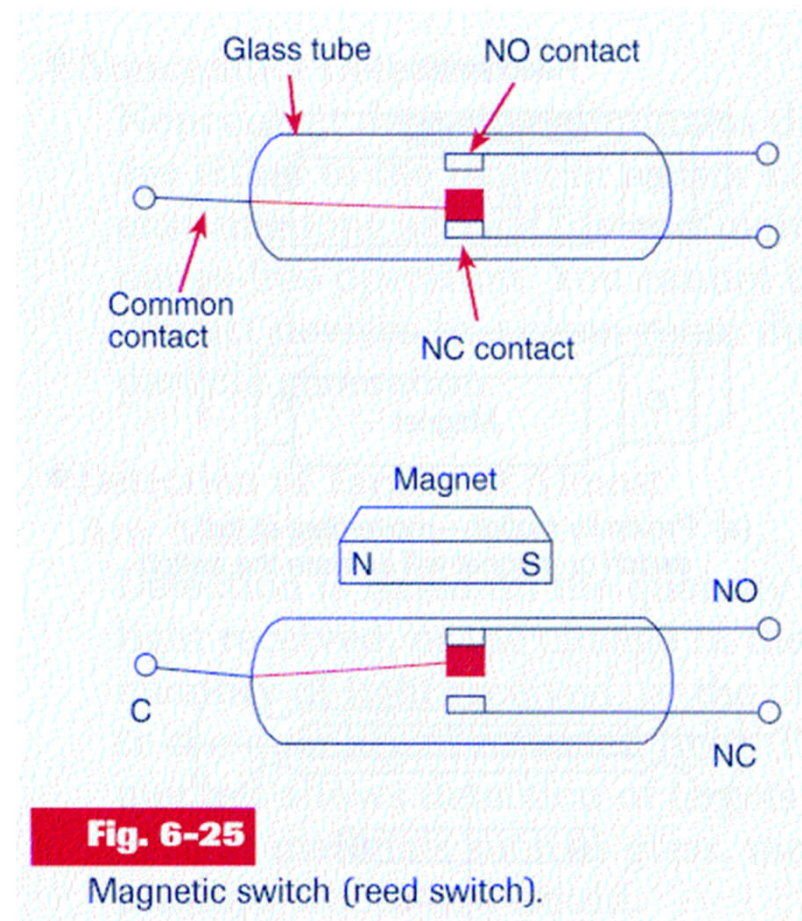 Glass tube
NO contact
Common
contact
NC contact
Magnet
N S
NO
C
NC
Fig. 6-25
Magnetic switch (reed switch).